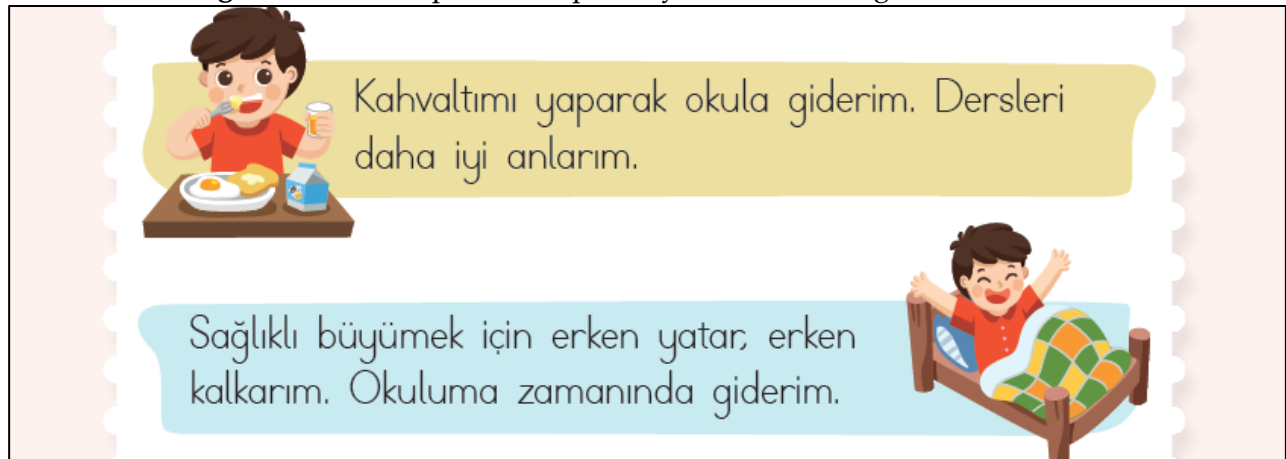 Kahvaltımı yaparak okula giderim. Dersleri
daha iyi anlarım.
Sağlıklı büyümek için erken yatar, erken
kalkarım. Okuluma zamanında giderim.